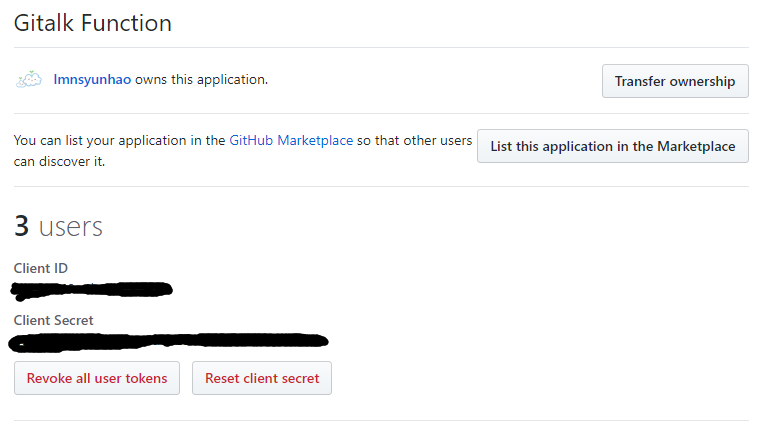 Gitalk Function
lmnsyunhao owns this application.
Transfer ownership
You can list your application in the GitHub Marketplace so that other users
can discover it.
List this application in the Marketplace
3 users
Client ID
Client Secret
Revoke all user tokens
Reset client secret